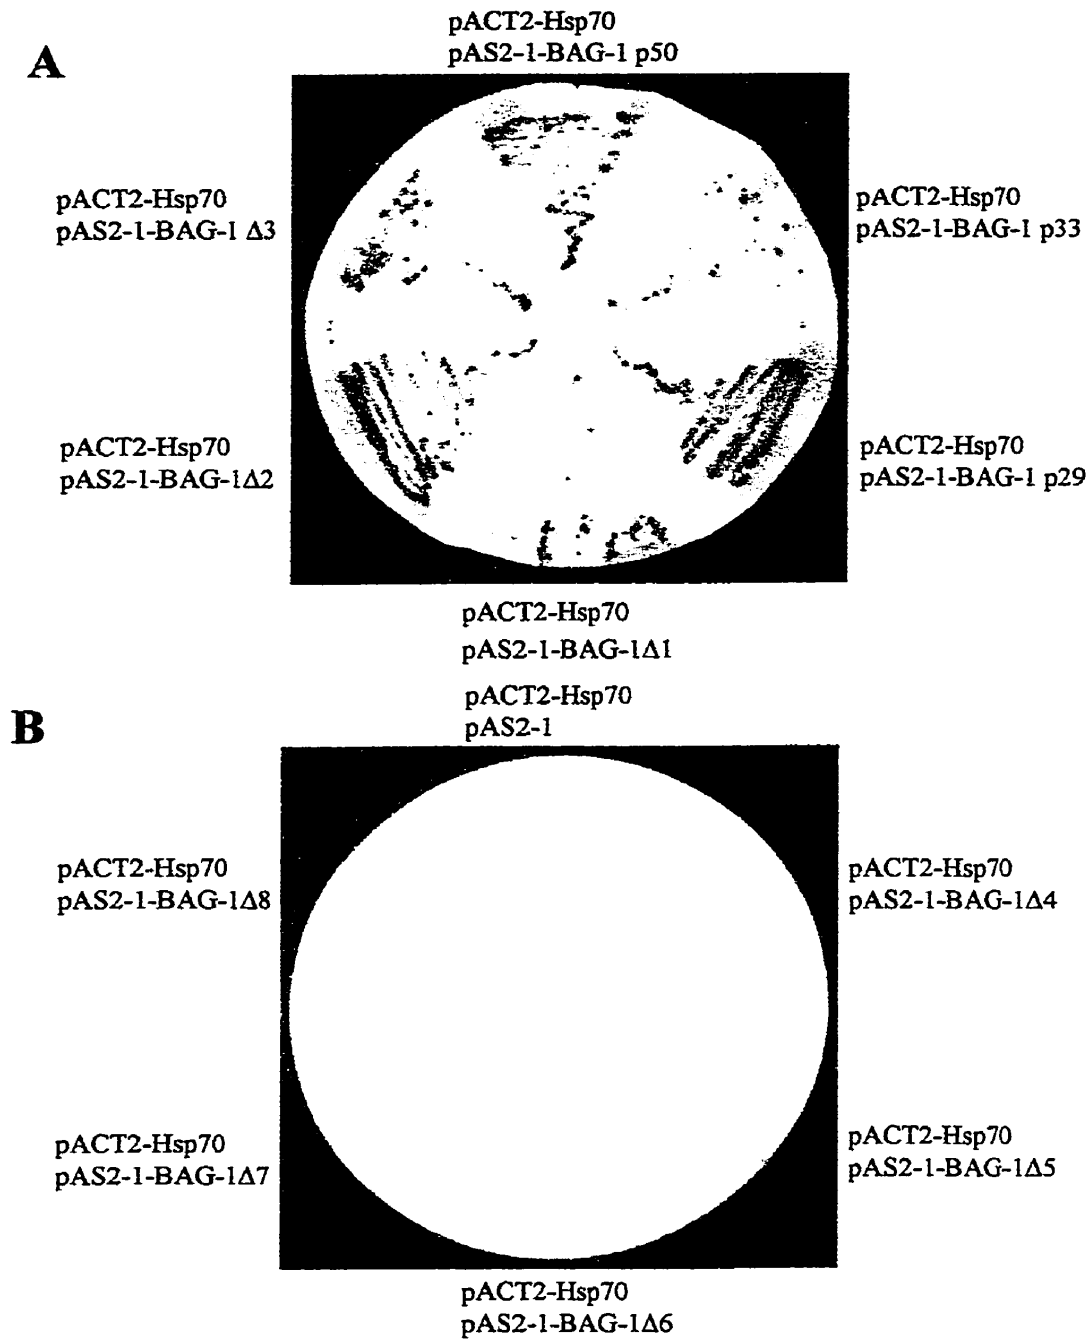 A
pACT2-Hsp70
pAS2-1-BAG-1 p50
pACT2-Hsp70
pAS2-1-BAG-1 Δ3
pACT2-Hsp70
pAS2-1-BAG-1 p33
pACT2-Hsp70
pAS2-1-BAG-1Δ2
pACT2-Hsp70
pAS2-1-BAG-1 p29
pACT2-Hsp70
pAS2-1-BAG-1Δ1
B
pACT2-Hsp70
pAS2-1
pACT2-Hsp70
pAS2-1-BAG-1Δ8
pACT2-Hsp70
pAS2-1-BAG-1Δ4
pACT2-Hsp70
pAS2-1-BAG-1Δ7
pACT2-Hsp70
pAS2-1-BAG-1Δ5
pACT2-Hsp70
pAS2-1-BAG-1Δ6